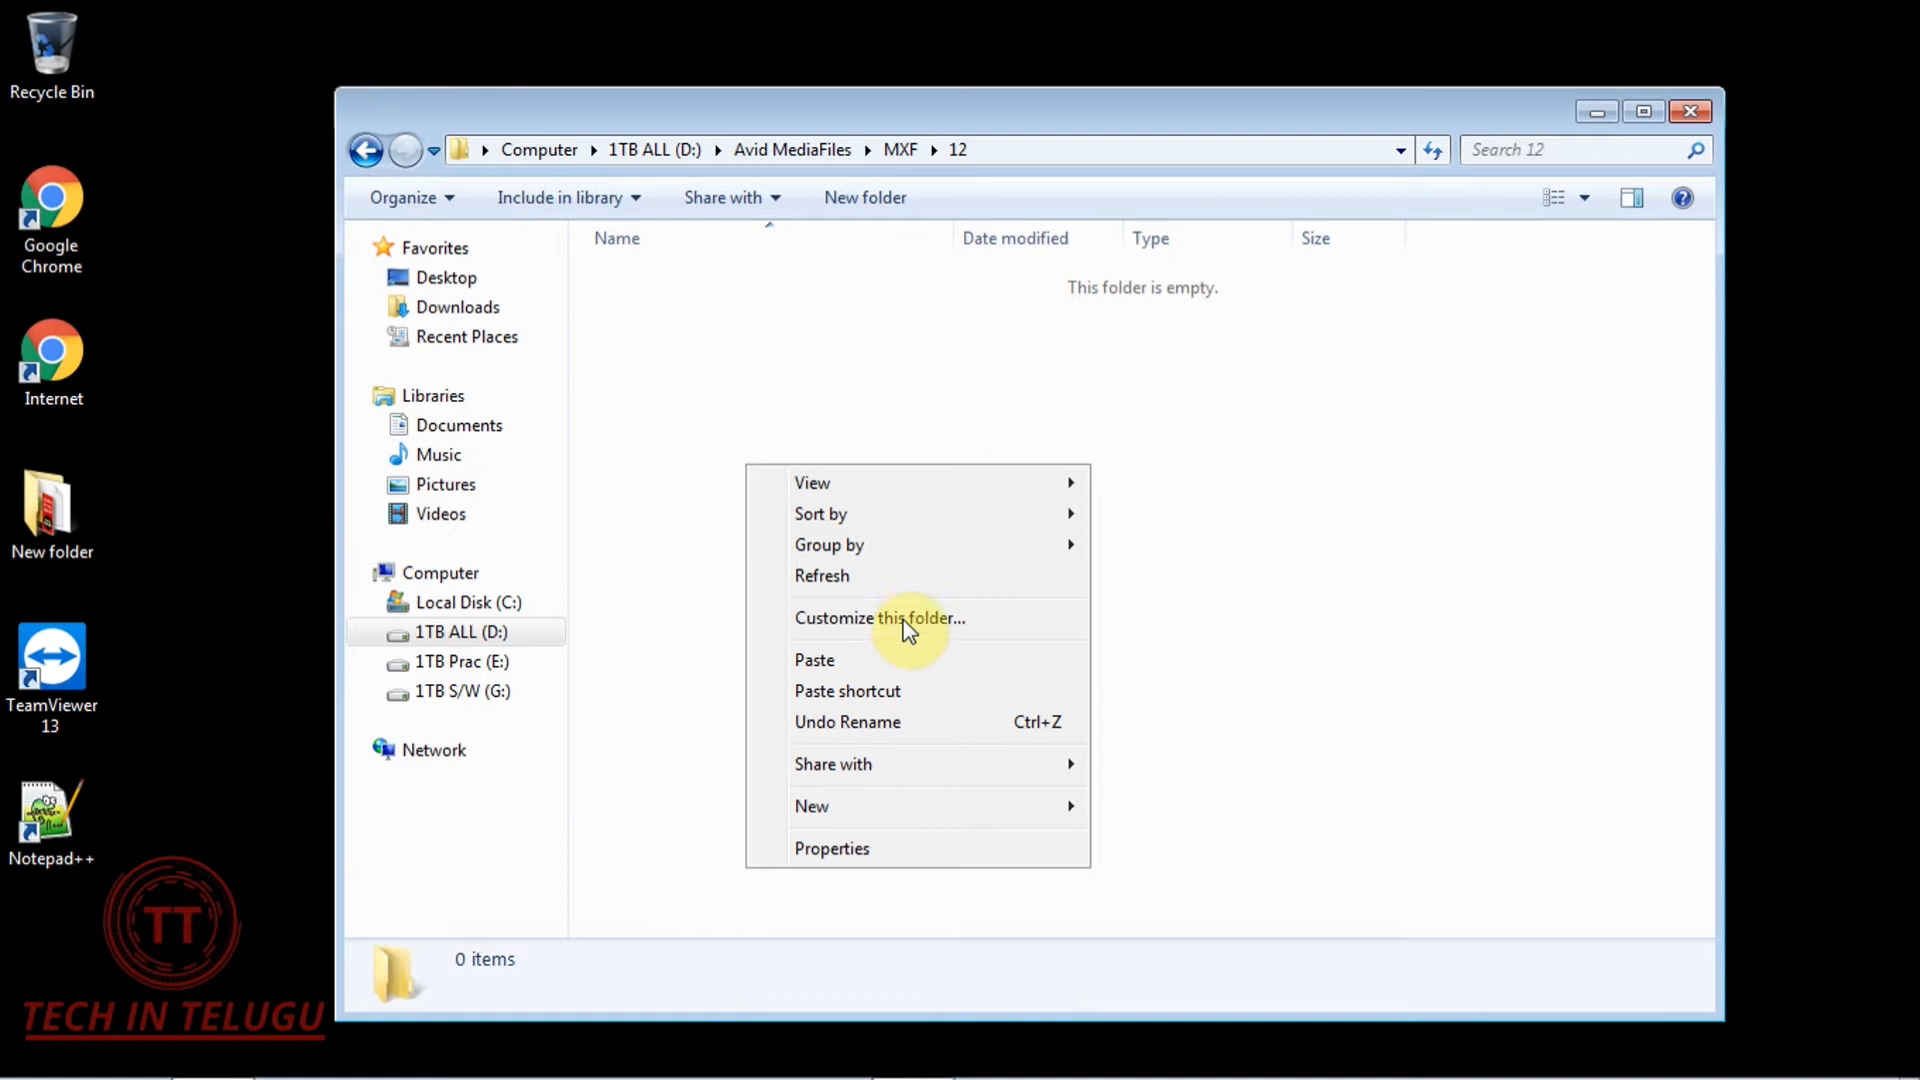 Recycle Bin
Google
Chrome
Internet
New folder
TeamViewer
13
Notepad++
TT
TECH IN TELUGU
Computer 1TB ALL (D:) Avid MediaFiles MXF 12
Search 12
Organize Include in library Share with New folder
Name Date modified Type Size
This folder is empty.
Favorites
Desktop
Downloads
Recent Places
Libraries
Documents
Music
Pictures
Videos
Computer
Local Disk (C:)
1TB ALL (D:)
1TB Prac (E:)
1TB S/W (G:)
Network
View
Sort by
Group by
Refresh
Customize this folder...
Paste
Paste shortcut
Undo Rename Ctrl+Z
Share with
New
Properties
0 items